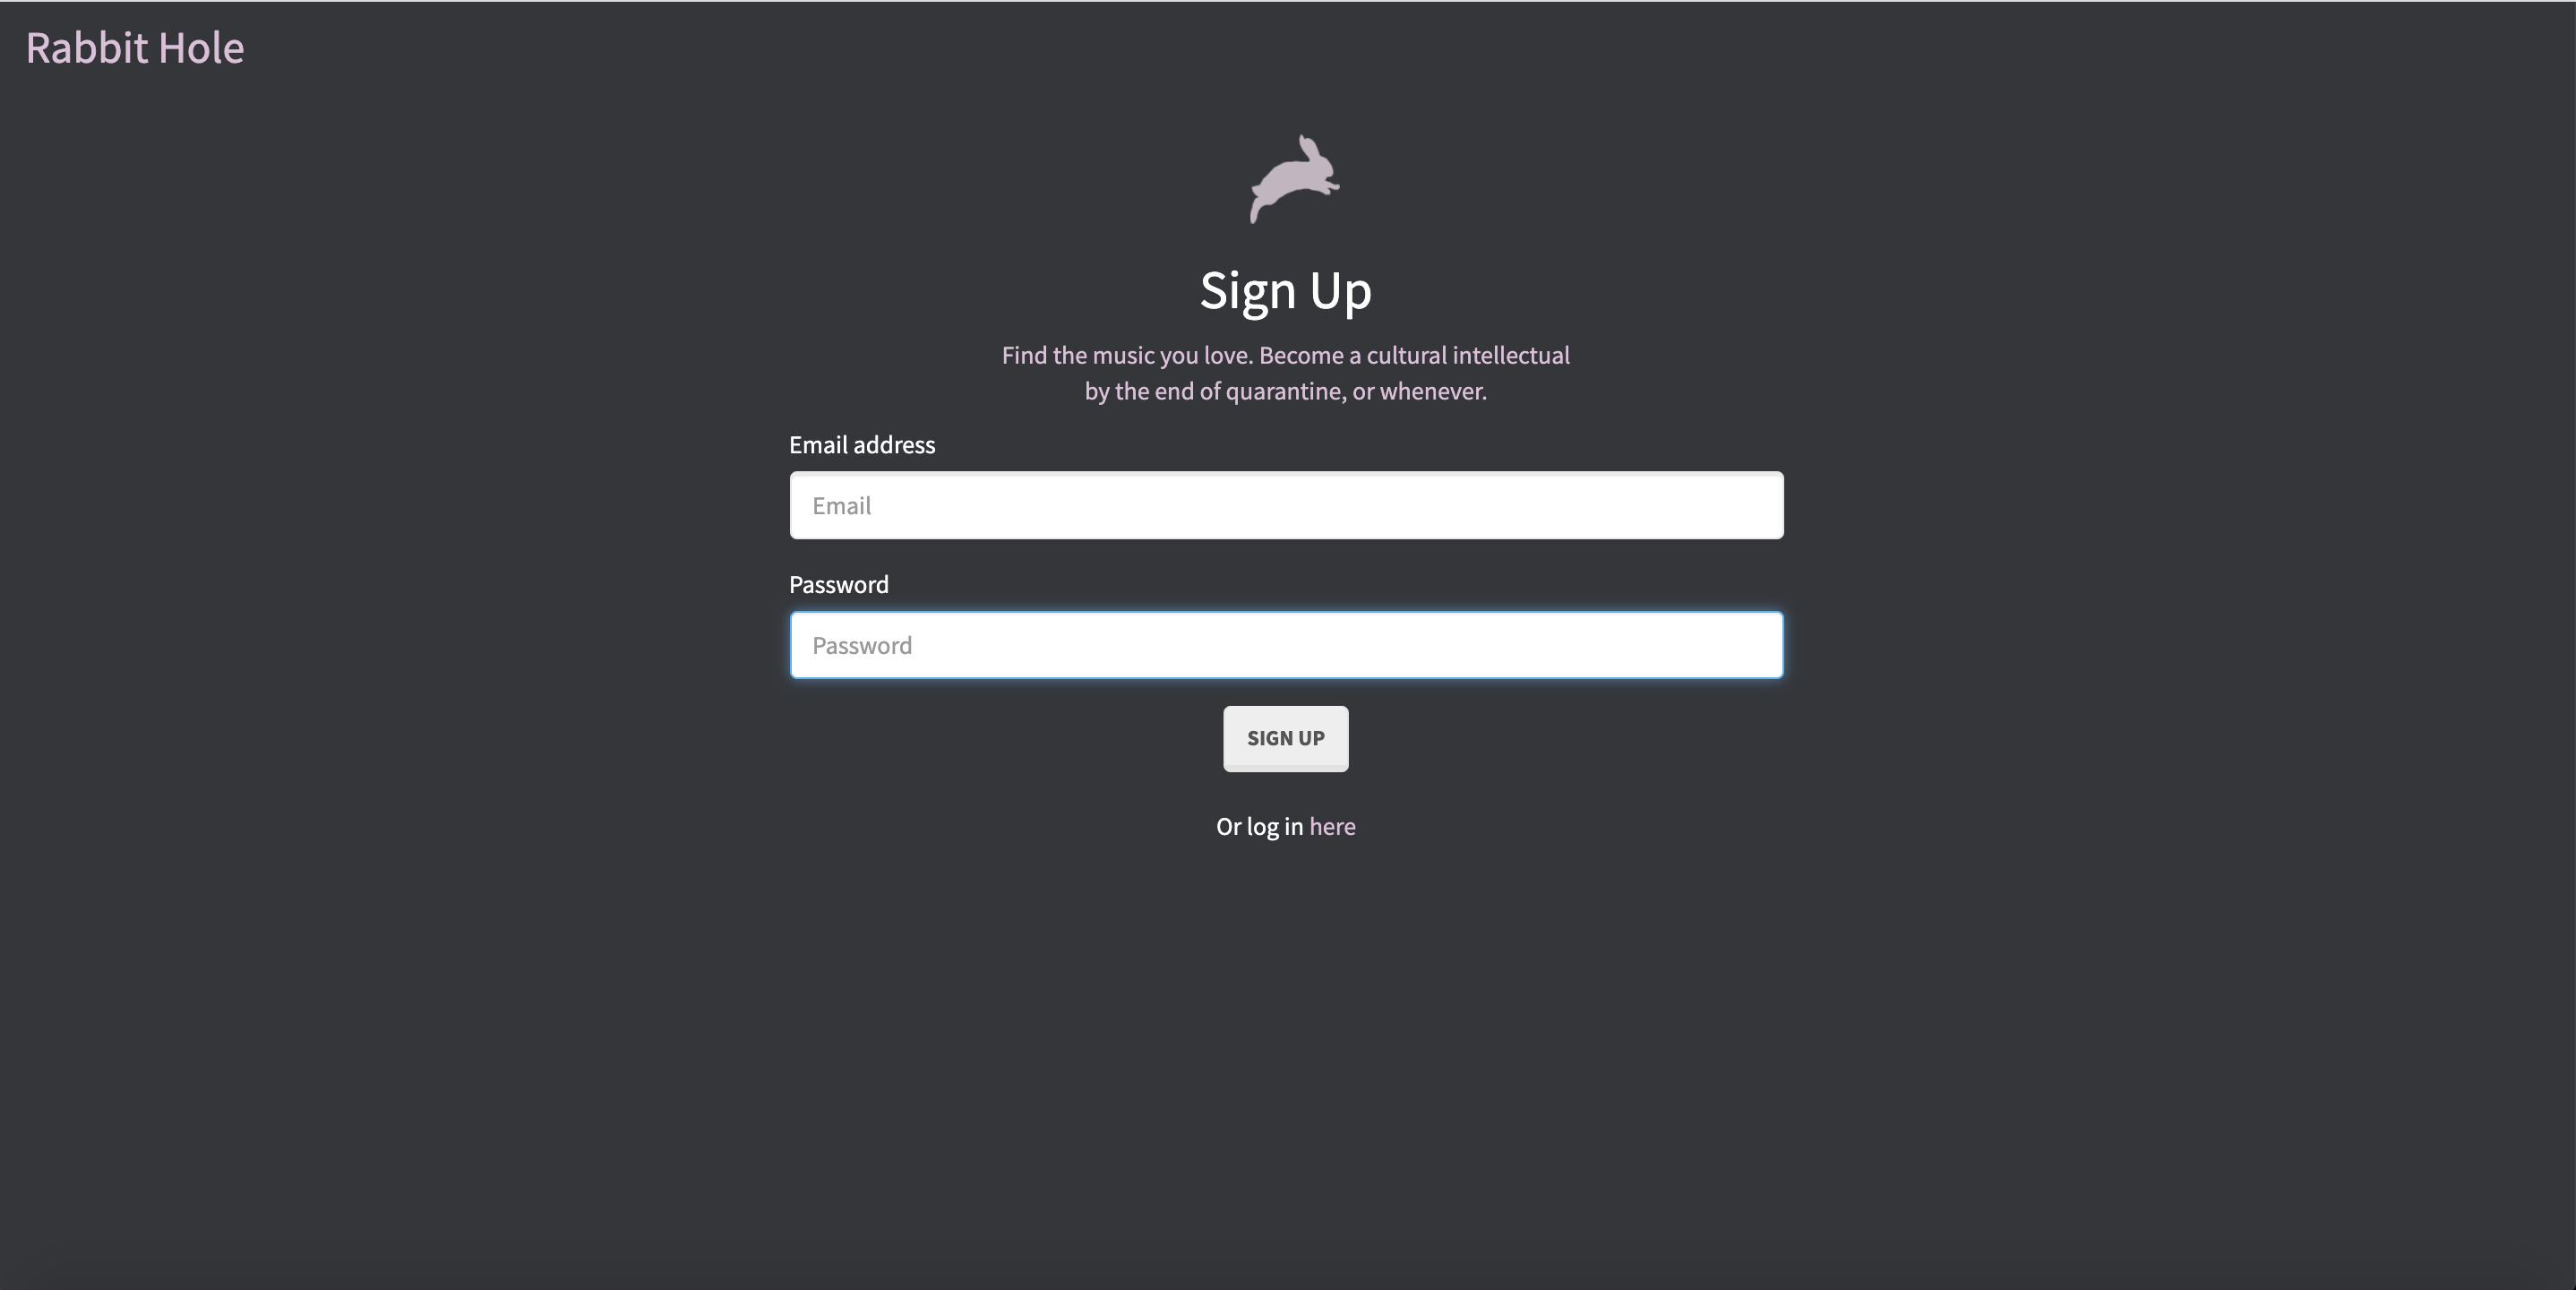 Rabbit Hole
Sign Up
Find the music you love. Become a cultural intellectual
by the end of quarantine, or whenever.
Email address
Email
Password
Password
SIGN UP
Or log in here